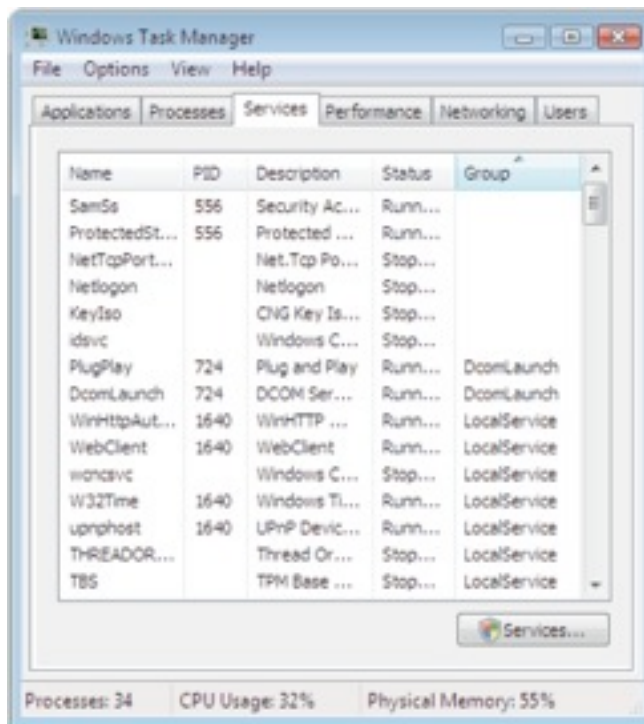 Windows Task Manager
File Options View Help
Applications Processes Services Performance Networking Users
Name PID Description Status Group
SamSs 556 Security Ac... Runn...
ProtectedSt... 556 Protected ... Runn...
NetTcpPort... Net.Tcp Po... Stop...
Netlogon Netlogon Stop...
KeyIso CNG Key Is... Stop...
idsvc Windows C... Stop...
PlugPlay 724 Plug and Play Runn... DcomLaunch
DcomLaunch 724 DCOM Ser... Runn... DcomLaunch
WinHttpAut... 1640 WinHTTP ... Runn... LocalService
WebClient 1640 WebClient Runn... LocalService
wcncsvc Windows C... Stop... LocalService
W32Time 1640 Windows Ti... Runn... LocalService
upnphost 1640 UPnP Devic... Runn... LocalService
THREADOR... Thread Or... Stop... LocalService
TBS TPM Base ... Stop... LocalService
Services...
Processes: 34 CPU Usage: 32% Physical Memory: 55%